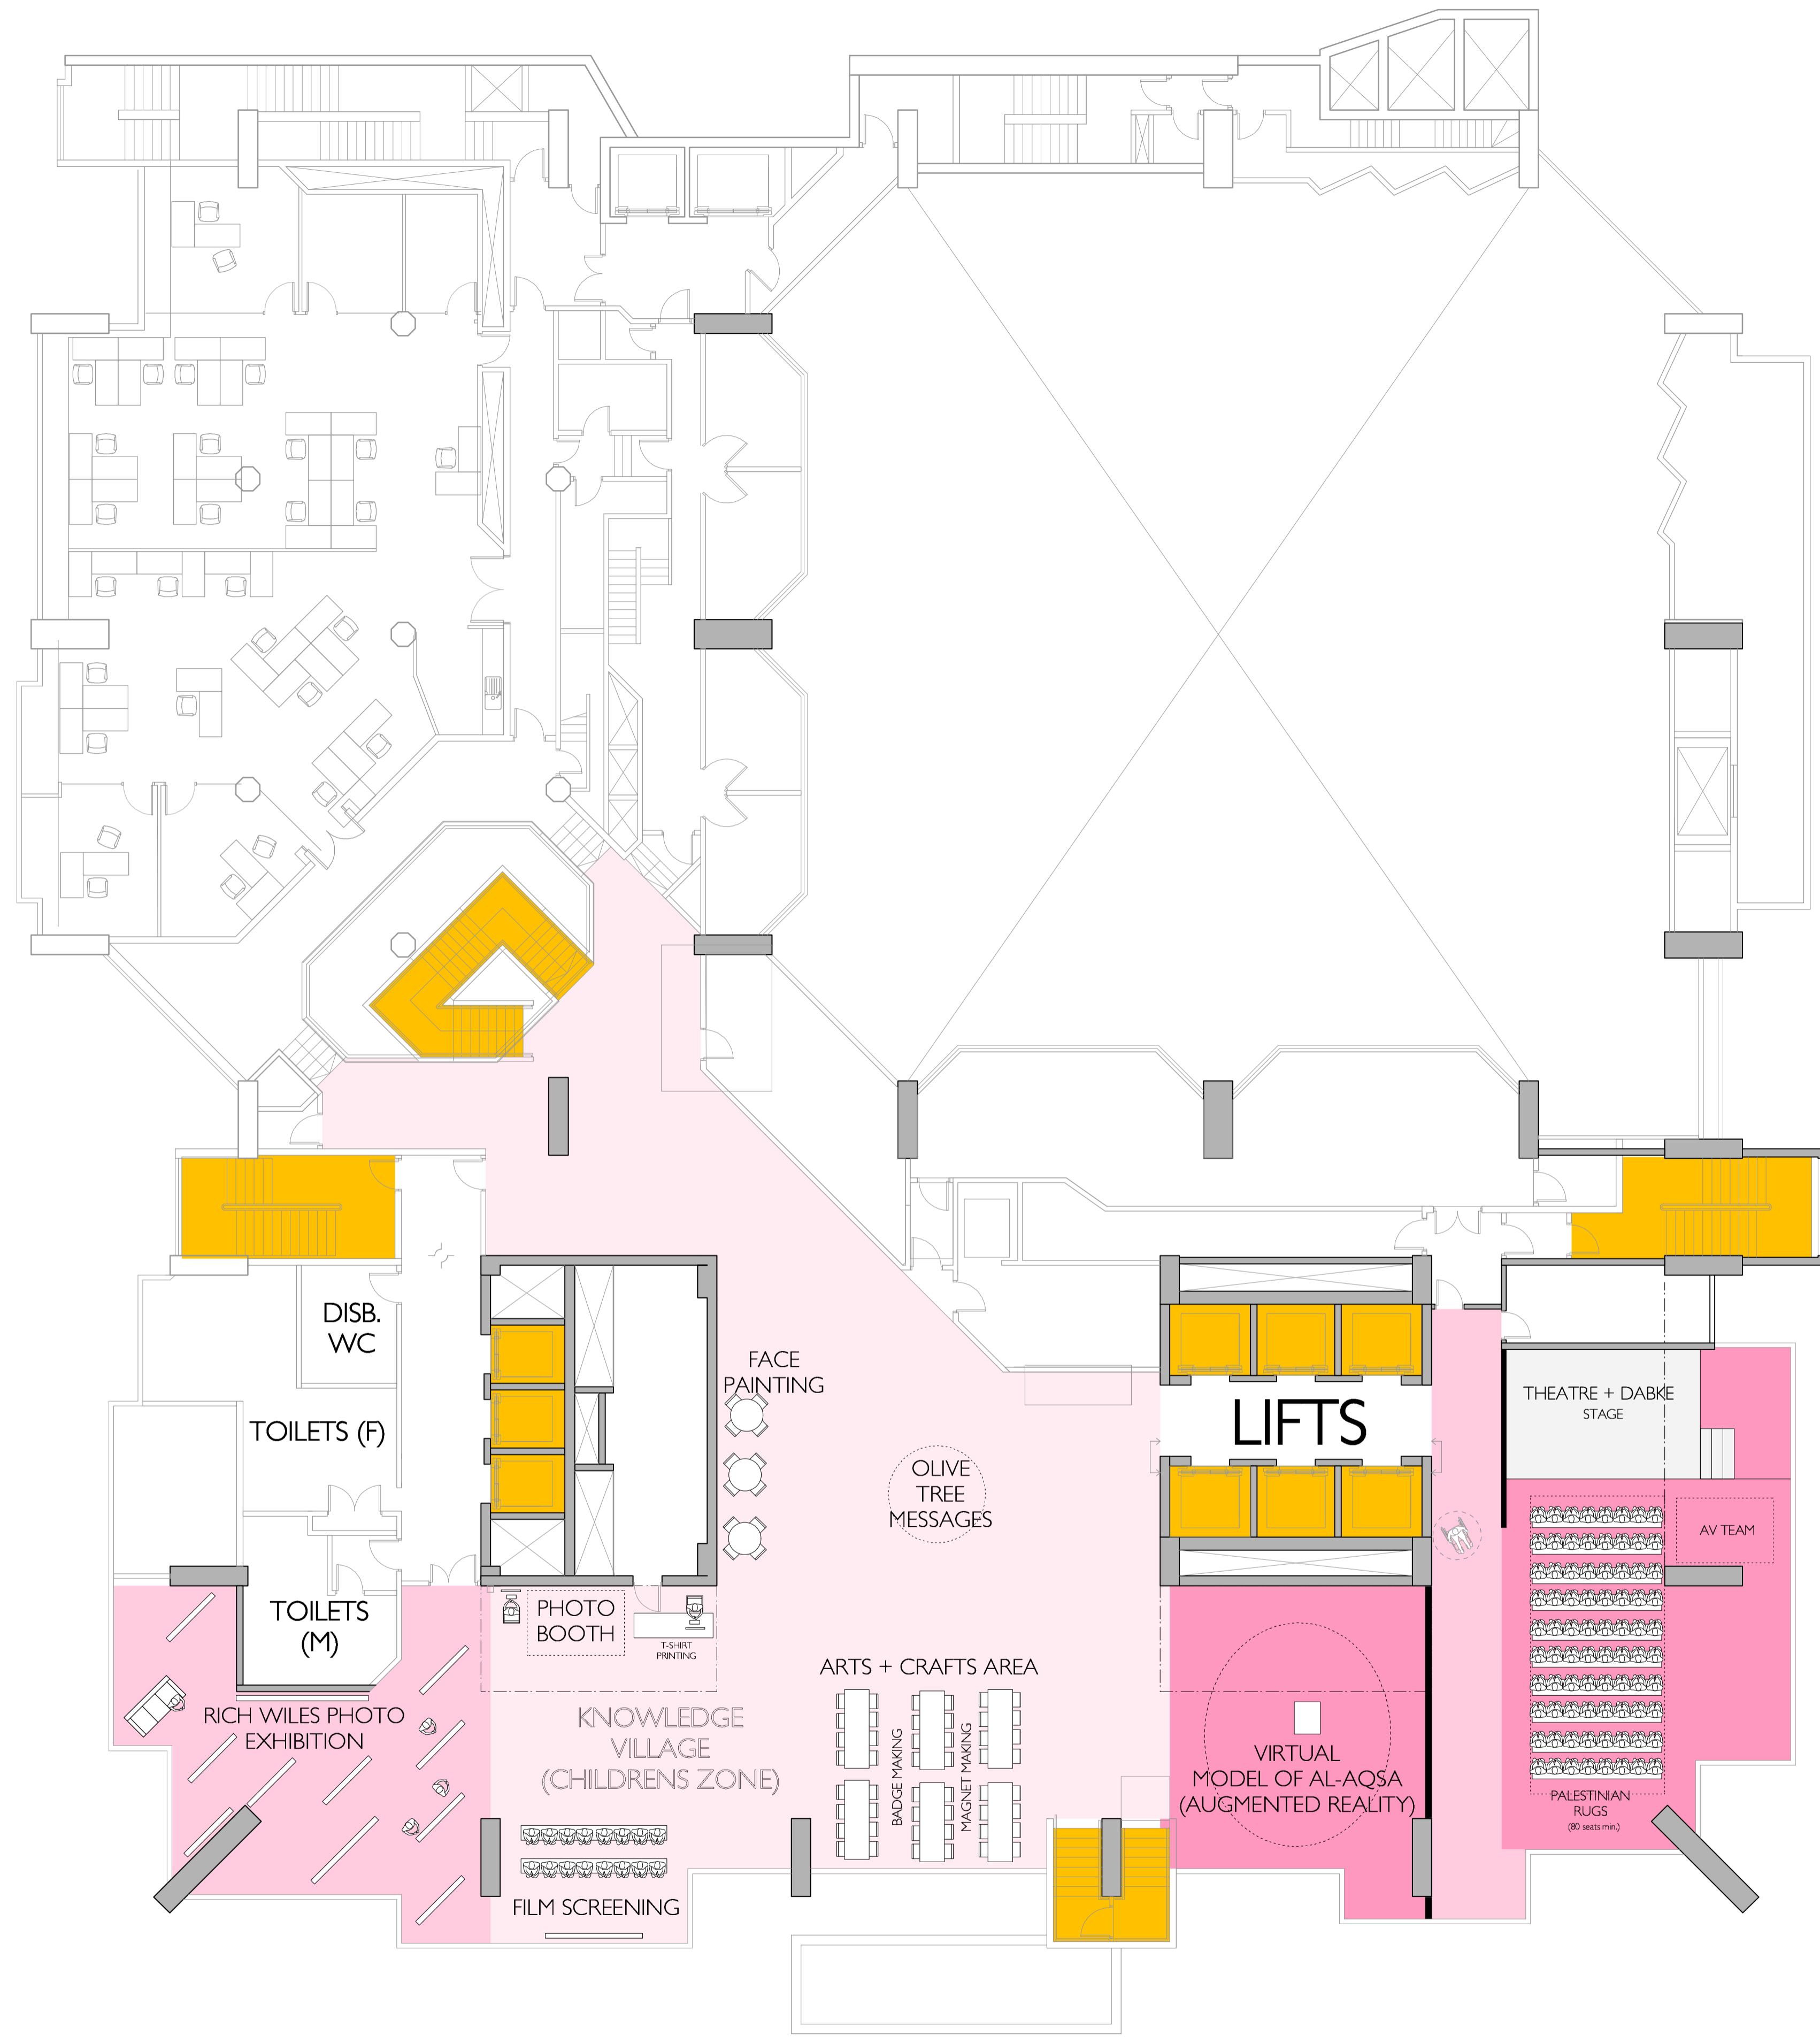 DISB.
WC
TOILETS (F)
TOILETS
(M)
FACE
PAINTING
OLIVE
TREE
MESSAGES
LIFTS
THEATRE + DABKE
STAGE
AV TEAM
PHOTO
BOOTH
T-SHIRT
PRINTING
RICH WILES PHOTO
EXHIBITION
KNOWLEDGE
VILLAGE
(CHILDRENS ZONE)
ARTS + CRAFTS AREA
BADGE MAKING
MAGNET MAKING
VIRTUAL
MODEL OF AL-AQSA
(AUGMENTED REALITY)
PALESTINIAN
RUGS
(80 seats min.)
FILM SCREENING